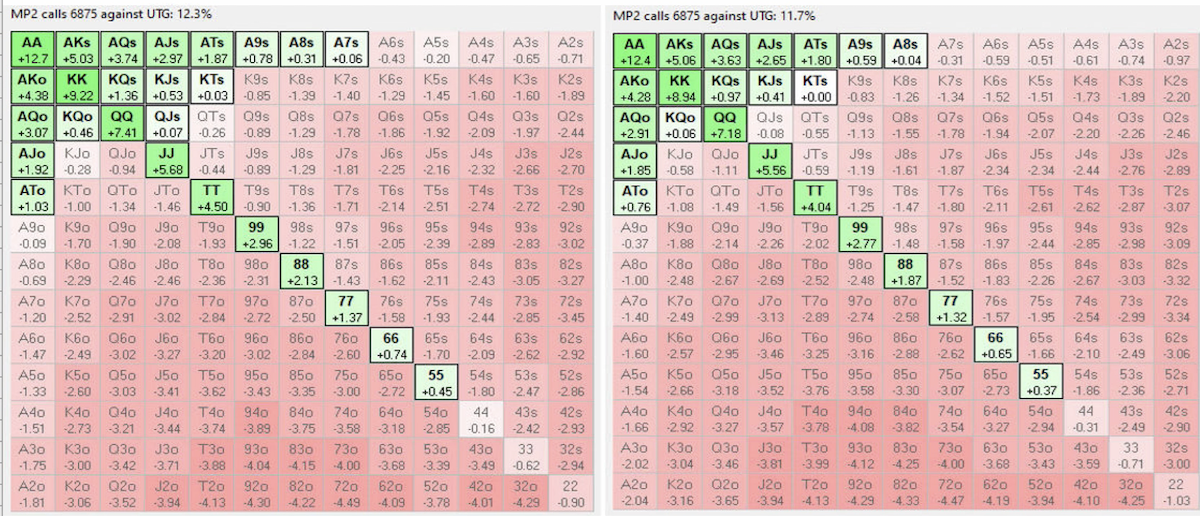 MP2 calls 6875 against UTG: 12.3%
AA AKs AQs AJs ATs A9s A8s A7s A6s A5s A4s A3s A2s
+12.7 +5.03 +3.74 +2.97 +1.87 +0.78 +0.31 +0.06 -0.43 -0.20 -0.47 -0.65 -0.71
AKo KK KQs KJs KTs K9s K8s K7s K6s K5s K4s K3s K2s
+4.38 +9.22 +1.36 +0.53 +0.03 -0.85 -1.39 -1.40 -1.29 -1.45 -1.60 -1.60 -1.89
AQo KQo QQ QJs QTs Q9s Q8s Q7s Q6s Q5s Q4s Q3s Q2s
+3.07 +0.46 +7.41 +0.07 -0.26 -0.89 -1.29 -1.78 -1.86 -1.92 -2.09 -1.97 -2.44
AJo KJo QJo JJ JTs J9s J8s J7s J6s J5s J4s J3s J2s
+1.92 -0.28 -0.94 +5.68 -0.44 -0.89 -1.29 -1.81 -2.25 -2.16 -2.32 -2.66 -2.70
ATo KTo QTo JTo TT T9s T8s T7s T6s T5s T4s T3s T2s
+1.03 -1.00 -1.34 -1.46 +4.50 -0.90 -1.36 -1.71 -2.14 -2.51 -2.74 -2.72 -2.90
A9o K9o Q9o J9o T9o 99 98s 97s 96s 95s 94s 93s 92s
-0.09 -1.70 -1.90 -2.08 -1.93 +2.96 -1.22 -1.51 -2.05 -2.39 -2.89 -2.83 -3.02
A8o K8o Q8o J8o T8o 98o 88 87s 86s 85s 84s 83s 82s
-0.69 -2.29 -2.46 -2.46 -2.36 -2.31 +2.13 -1.43 -1.62 -2.11 -2.43 -3.05 -3.27
A7o K7o Q7o J7o T7o 97o 87o 77 76s 75s 74s 73s 72s
-1.20 -2.52 -2.91 -3.02 -2.84 -2.72 -2.50 +1.37 -1.58 -1.93 -2.44 -2.85 -3.45
A6o K6o Q6o J6o T6o 96o 86o 76o 66 65s 64s 63s 62s
-1.47 -2.49 -3.02 -3.27 -3.20 -3.02 -2.84 -2.60 +0.74 -1.70 -2.09 -2.62 -2.92
A5o K5o Q5o J5o T5o 95o 85o 75o 65o 55 54s 53s 52s
-1.33 -2.60 -3.03 -3.41 -3.62 -3.43 -3.35 -3.00 -2.72 +0.45 -1.80 -2.47 -2.86
A4o K4o Q4o J4o T4o 94o 84o 74o 64o 54o 44 43s 42s
-1.51 -2.73 -3.21 -3.44 -3.74 -3.89 -3.75 -3.58 -3.18 -2.85 -0.16 -2.42 -2.93
A3o K3o Q3o J3o T3o 93o 83o 73o 63o 53o 43o 33 32s
-1.75 -3.00 -3.42 -3.71 -3.88 -4.04 -4.15 -4.00 -3.68 -3.39 -3.49 -0.62 -2.94
A2o K2o Q2o J2o T2o 92o 82o 72o 62o 52o 42o 32o 22
-1.81 -3.06 -3.52 -3.94 -4.13 -4.30 -4.22 -4.49 -4.09 -3.78 -4.01 -4.29 -0.90
MP2 calls 6875 against UTG: 11.7%
AA AKs AQs AJs ATs A9s A8s A7s A6s A5s A4s A3s A2s
+12.4 +5.06 +3.63 +2.65 +1.80 +0.59 +0.04 -0.31 -0.59 -0.51 -0.61 -0.74 -0.97
AKo KK KQs KJs KTs K9s K8s K7s K6s K5s K4s K3s K2s
+4.28 +8.94 +0.97 +0.41 +0.00 -0.83 -1.26 -1.34 -1.52 -1.51 -1.73 -1.89 -2.20
AQo KQo QQ QJs QTs Q9s Q8s Q7s Q6s Q5s Q4s Q3s Q2s
+2.91 +0.06 +7.18 -0.08 -0.55 -1.13 -1.55 -1.78 -1.94 -2.07 -2.20 -2.26 -2.46
AJo KJo QJo JJ JTs J9s J8s J7s J6s J5s J4s J3s J2s
+1.85 -0.58 -1.11 +5.56 -0.59 -1.19 -1.61 -1.87 -2.34 -2.34 -2.44 -2.76 -2.89
ATo KTo QTo JTo TT T9s T8s T7s T6s T5s T4s T3s T2s
+0.76 -1.08 -1.49 -1.56 +4.04 -1.25 -1.47 -1.80 -2.11 -2.61 -2.62 -2.87 -3.07
A9o K9o Q9o J9o T9o 99 98s 97s 96s 95s 94s 93s 92s
-0.37 -1.88 -2.14 -2.26 -2.02 +2.77 -1.48 -1.58 -1.97 -2.44 -2.85 -2.98 -3.09
A8o K8o Q8o J8o T8o 98o 88 87s 86s 85s 84s 83s 82s
-1.00 -2.48 -2.67 -2.69 -2.52 -2.48 +1.87 -1.52 -1.83 -2.26 -2.67 -3.03 -3.32
A7o K7o Q7o J7o T7o 97o 87o 77 76s 75s 74s 73s 72s
-1.40 -2.49 -2.99 -3.13 -2.89 -2.74 -2.58 +1.32 -1.57 -1.95 -2.54 -2.99 -3.34
A6o K6o Q6o J6o T6o 96o 86o 76o 66 65s 64s 63s 62s
-1.60 -2.57 -2.95 -3.46 -3.25 -3.16 -2.88 -2.62 +0.65 -1.66 -2.10 -2.49 -3.06
A5o K5o Q5o J5o T5o 95o 85o 75o 65o 55 54s 53s 52s
-1.54 -2.66 -3.18 -3.52 -3.76 -3.58 -3.30 -3.07 -2.73 +0.37 -1.86 -2.36 -2.71
A4o K4o Q4o J4o T4o 94o 84o 74o 64o 54o 44 43s 42s
-1.66 -2.92 -3.27 -3.57 -3.78 -4.08 -3.82 -3.54 -3.27 -2.94 -0.31 -2.49 -2.90
A3o K3o Q3o J3o T3o 93o 83o 73o 63o 53o 43o 33 32s
-2.02 -3.04 -3.46 -3.81 -3.99 -4.12 -4.25 -4.00 -3.68 -3.43 -3.59 -0.71 -3.00
A2o K2o Q2o J2o T2o 92o 82o 72o 62o 52o 42o 32o 22
-2.04 -3.16 -3.65 -3.94 -4.13 -4.29 -4.33 -4.47 -4.19 -3.94 -4.10 -4.25 -1.03